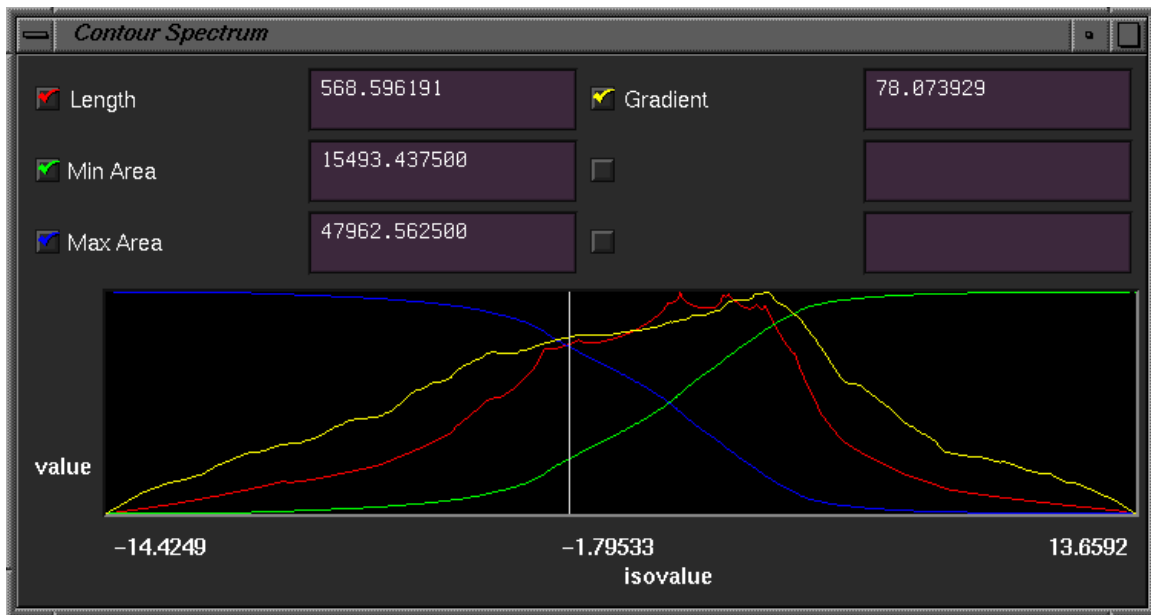 Contour Spectrum
Length 568.596191 Gradient 78.073929
Min Area 15493.437500
Max Area 47962.562500
value
−14.4249 −1.79533 13.6592
isovalue